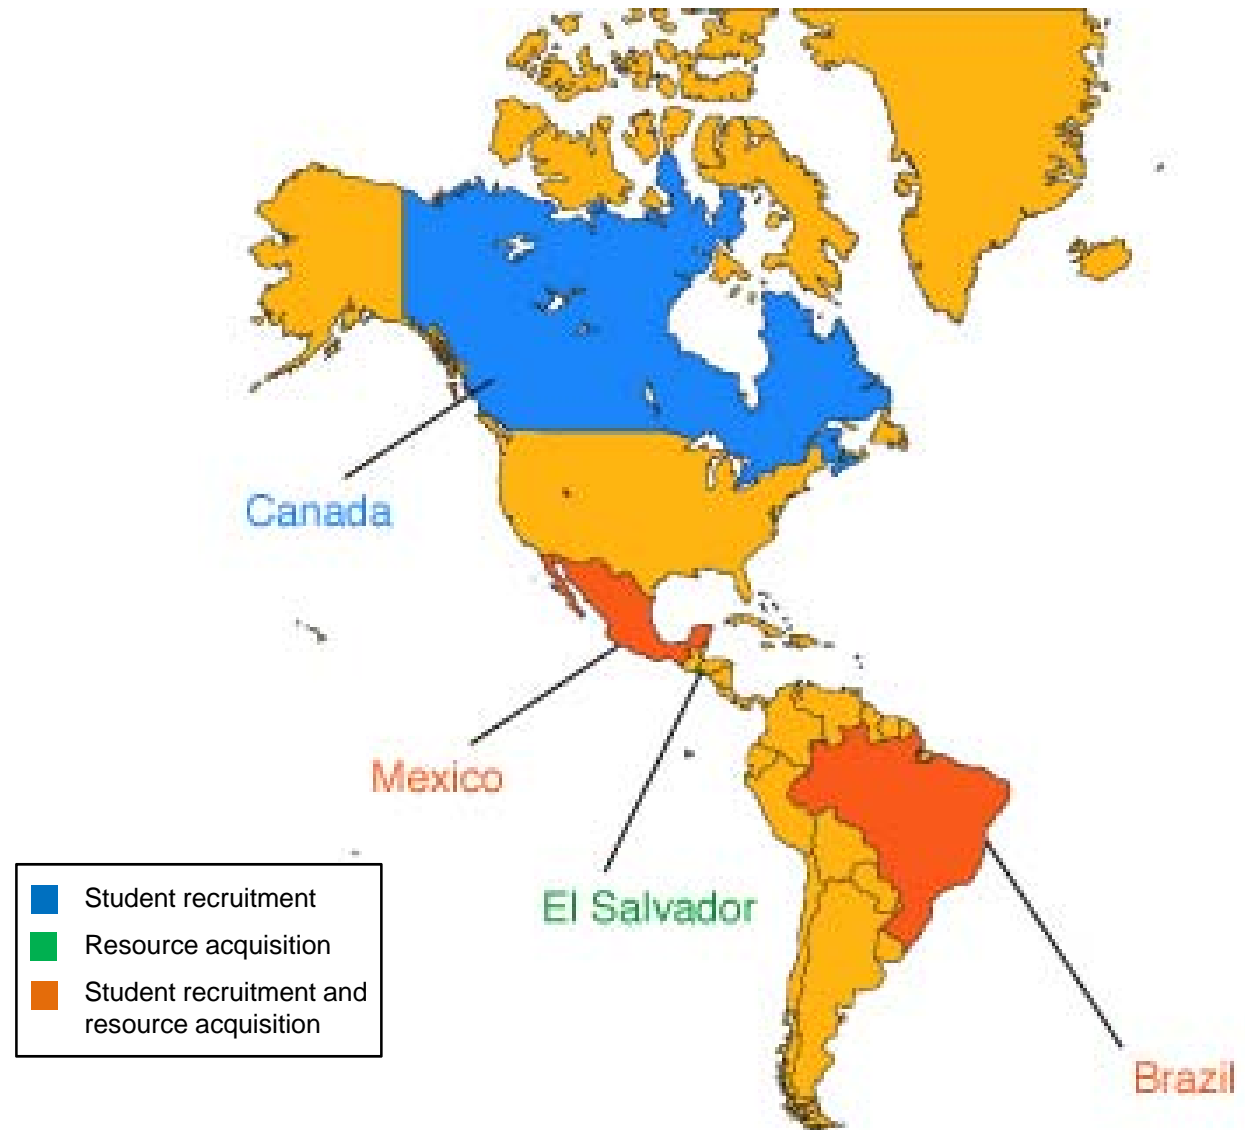 Canada
Mexico
El Salvador
Brazil
Student recruitment
Resource acquisition
Student recruitment and
resource acquisition